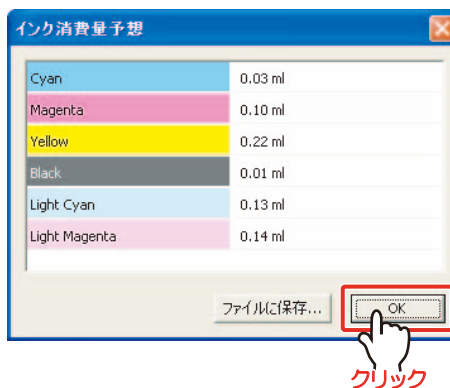 インク消費量予想
Cyan 0.03 ml
Magenta 0.10 ml
Yellow 0.22 ml
Black 0.01 ml
Light Cyan 0.13 ml
Light Magenta 0.14 ml
ファイルに保存... OK
クリック